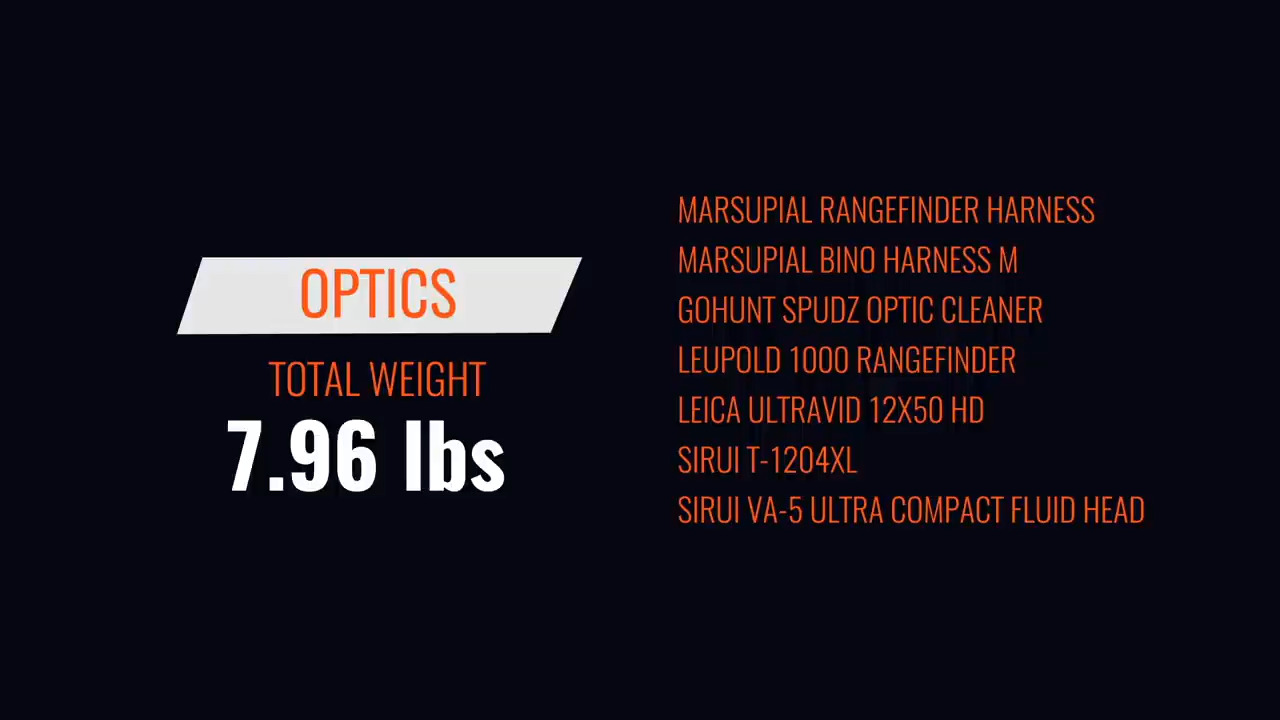 OPTICS
TOTAL WEIGHT
7.96 lbs
MARSUPIAL RANGEFINDER HARNESS
MARSUPIAL BINO HARNESS M
GOHUNT SPUDZ OPTIC CLEANER
LEUPOLD 1000 RANGEFINDER
LEICA ULTRAVID 12X50 HD
SIRUI T-1204XL
SIRUI VA-5 ULTRA COMPACT FLUID HEAD